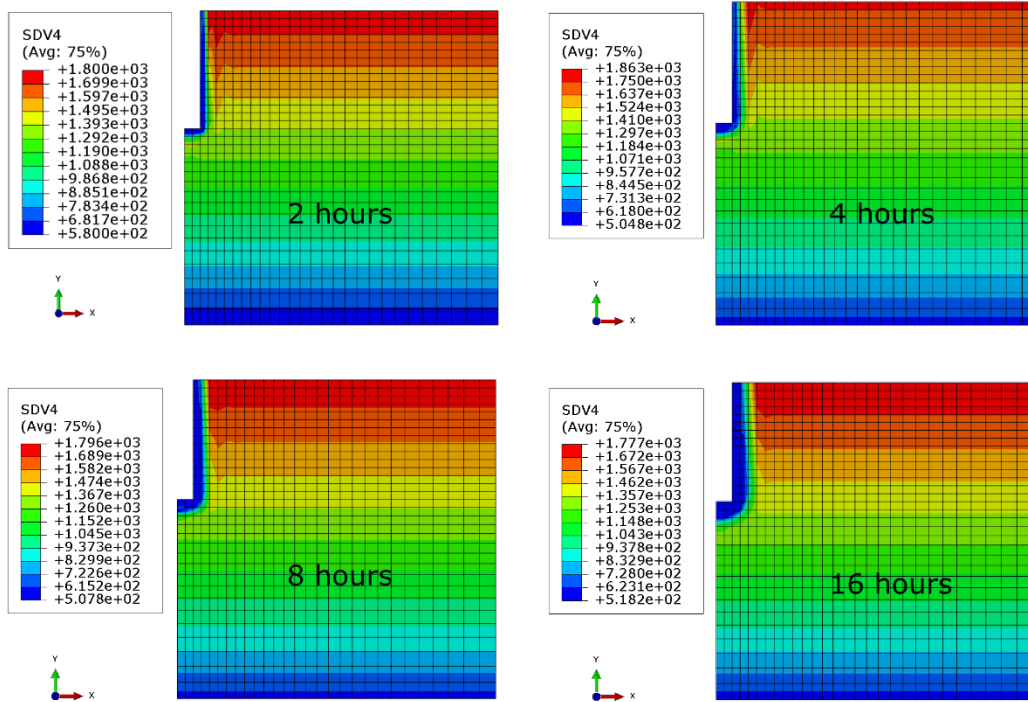 SDV4
(Avg: 75%)
+1.800e+03
+1.699e+03
+1.597e+03
+1.495e+03
+1.393e+03
+1.292e+03
+1.190e+03
+1.088e+03
+9.868e+02
+8.851e+02
+7.834e+02
+6.817e+02
+5.800e+02
2 hours
Y
X
SDV4
(Avg: 75%)
+1.863e+03
+1.750e+03
+1.637e+03
+1.524e+03
+1.410e+03
+1.297e+03
+1.184e+03
+1.071e+03
+9.577e+02
+8.445e+02
+7.313e+02
+6.180e+02
+5.048e+02
4 hours
Y
X
SDV4
(Avg: 75%)
+1.796e+03
+1.689e+03
+1.582e+03
+1.474e+03
+1.367e+03
+1.260e+03
+1.152e+03
+1.045e+03
+9.373e+02
+8.299e+02
+7.226e+02
+6.152e+02
+5.078e+02
8 hours
Y
X
SDV4
(Avg: 75%)
+1.777e+03
+1.672e+03
+1.567e+03
+1.462e+03
+1.357e+03
+1.253e+03
+1.148e+03
+1.043e+03
+9.378e+02
+8.329e+02
+7.280e+02
+6.231e+02
+5.182e+02
16 hours
Y
X